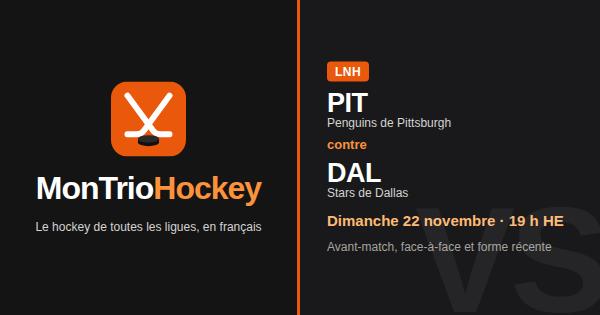 MonTrioHockey
Le hockey de toutes les ligues, en français
LNH
PIT
Penguins de Pittsburgh
contre
DAL
Stars de Dallas
Dimanche 22 novembre · 19 h HE
Avant-match, face-à-face et forme récente
VS